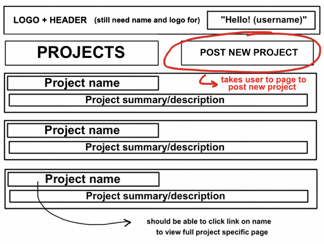 LOGO + HEADER (still need name and logo for) "Hello! (username)"
PROJECTS
POST NEW PROJECT
takes user to page to
post new project
Project name
Project summary/description
Project name
Project summary/description
Project name
Project summary/description
should be able to click link on name
to view full project specific page